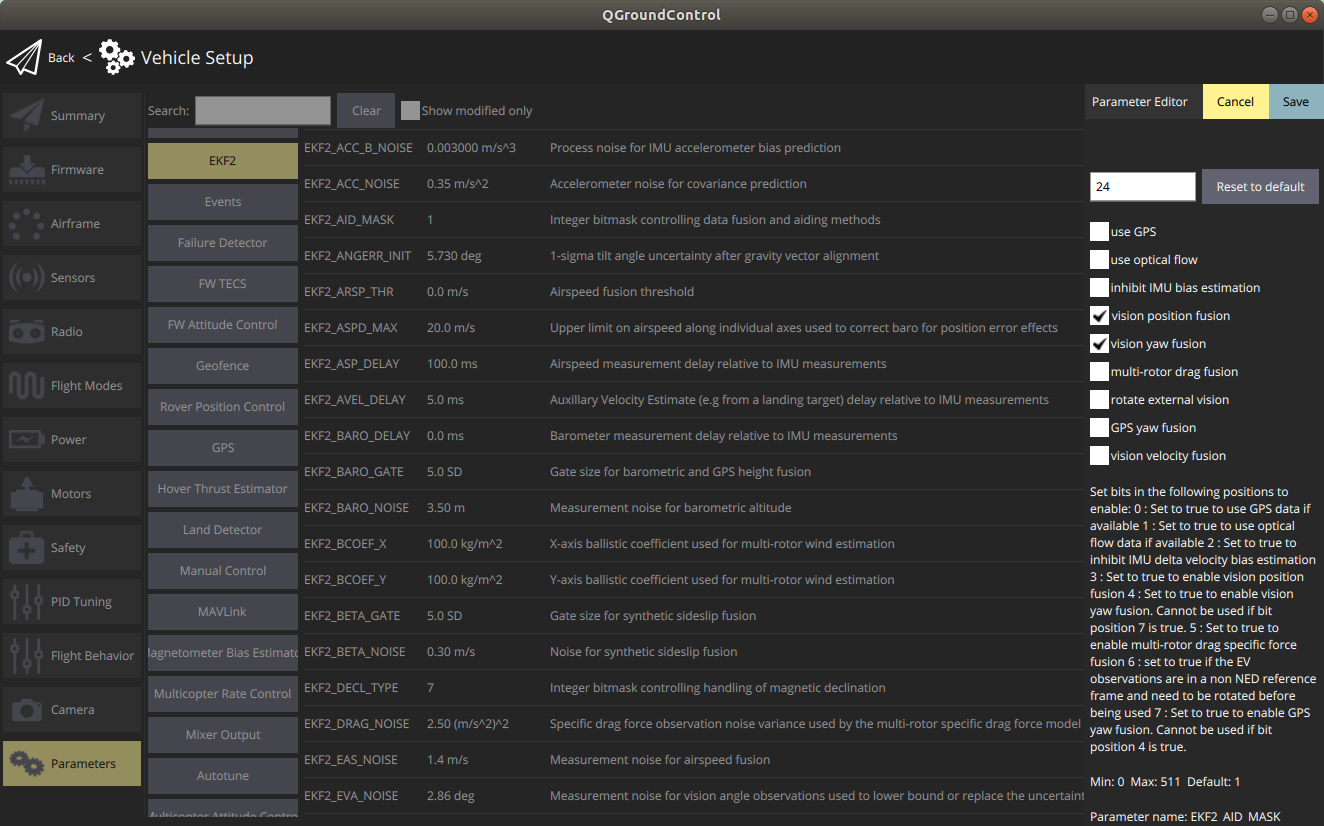 QGroundControl
Back < Vehicle Setup
Summary
Firmware
Airframe
Sensors
Radio
Flight Modes
Power
Motors
Safety
PID Tuning
Flight Behavior
Camera
Parameters
Search: Clear Show modified only
EKF2
Events
Failure Detector
FW TECS
FW Attitude Control
Geofence
Rover Position Control
GPS
Hover Thrust Estimator
Land Detector
Manual Control
MAVLink
agnetometer Bias Estimato
Multicopter Rate Control
Mixer Output
Autotune
Multicopter Attitude Contro
EKF2_ACC_B_NOISE 0.003000 m/s^3 Process noise for IMU accelerometer bias prediction
EKF2_ACC_NOISE 0.35 m/s^2 Accelerometer noise for covariance prediction
EKF2_AID_MASK 1 Integer bitmask controlling data fusion and aiding methods
EKF2_ANGERR_INIT 5.730 deg 1-sigma tilt angle uncertainty after gravity vector alignment
EKF2_ARSP_THR 0.0 m/s Airspeed fusion threshold
EKF2_ASPD_MAX 20.0 m/s Upper limit on airspeed along individual axes used to correct baro for position error effects
EKF2_ASP_DELAY 100.0 ms Airspeed measurement delay relative to IMU measurements
EKF2_AVEL_DELAY 5.0 ms Auxillary Velocity Estimate (e.g from a landing target) delay relative to IMU measurements
EKF2_BARO_DELAY 0.0 ms Barometer measurement delay relative to IMU measurements
EKF2_BARO_GATE 5.0 SD Gate size for barometric and GPS height fusion
EKF2_BARO_NOISE 3.50 m Measurement noise for barometric altitude
EKF2_BCOEF_X 100.0 kg/m^2 X-axis ballistic coefficient used for multi-rotor wind estimation
EKF2_BCOEF_Y 100.0 kg/m^2 Y-axis ballistic coefficient used for multi-rotor wind estimation
EKF2_BETA_GATE 5.0 SD Gate size for synthetic sideslip fusion
EKF2_BETA_NOISE 0.30 m/s Noise for synthetic sideslip fusion
EKF2_DECL_TYPE 7 Integer bitmask controlling handling of magnetic declination
EKF2_DRAG_NOISE 2.50 (m/s^2)^2 Specific drag force observation noise variance used by the multi-rotor specific drag force model
EKF2_EAS_NOISE 1.4 m/s Measurement noise for airspeed fusion
EKF2_EVA_NOISE 2.86 deg Measurement noise for vision angle observations used to lower bound or replace the uncertaint
Parameter Editor Cancel Save
24 Reset to default
use GPS
use optical flow
inhibit IMU bias estimation
vision position fusion
vision yaw fusion
multi-rotor drag fusion
rotate external vision
GPS yaw fusion
vision velocity fusion
Set bits in the following positions to
enable: 0 : Set to true to use GPS data if
available 1 : Set to true to use optical
flow data if available 2 : Set to true to
inhibit IMU delta velocity bias estimation
3 : Set to true to enable vision position
fusion 4 : Set to true to enable vision
yaw fusion. Cannot be used if bit
position 7 is true. 5 : Set to true to
enable multi-rotor drag specific force
fusion 6 : set to true if the EV
observations are in a non NED reference
frame and need to be rotated before
being used 7 : Set to true to enable GPS
yaw fusion. Cannot be used if bit
position 4 is true.
Min: 0 Max: 511 Default: 1
Parameter name: EKF2_AID_MASK